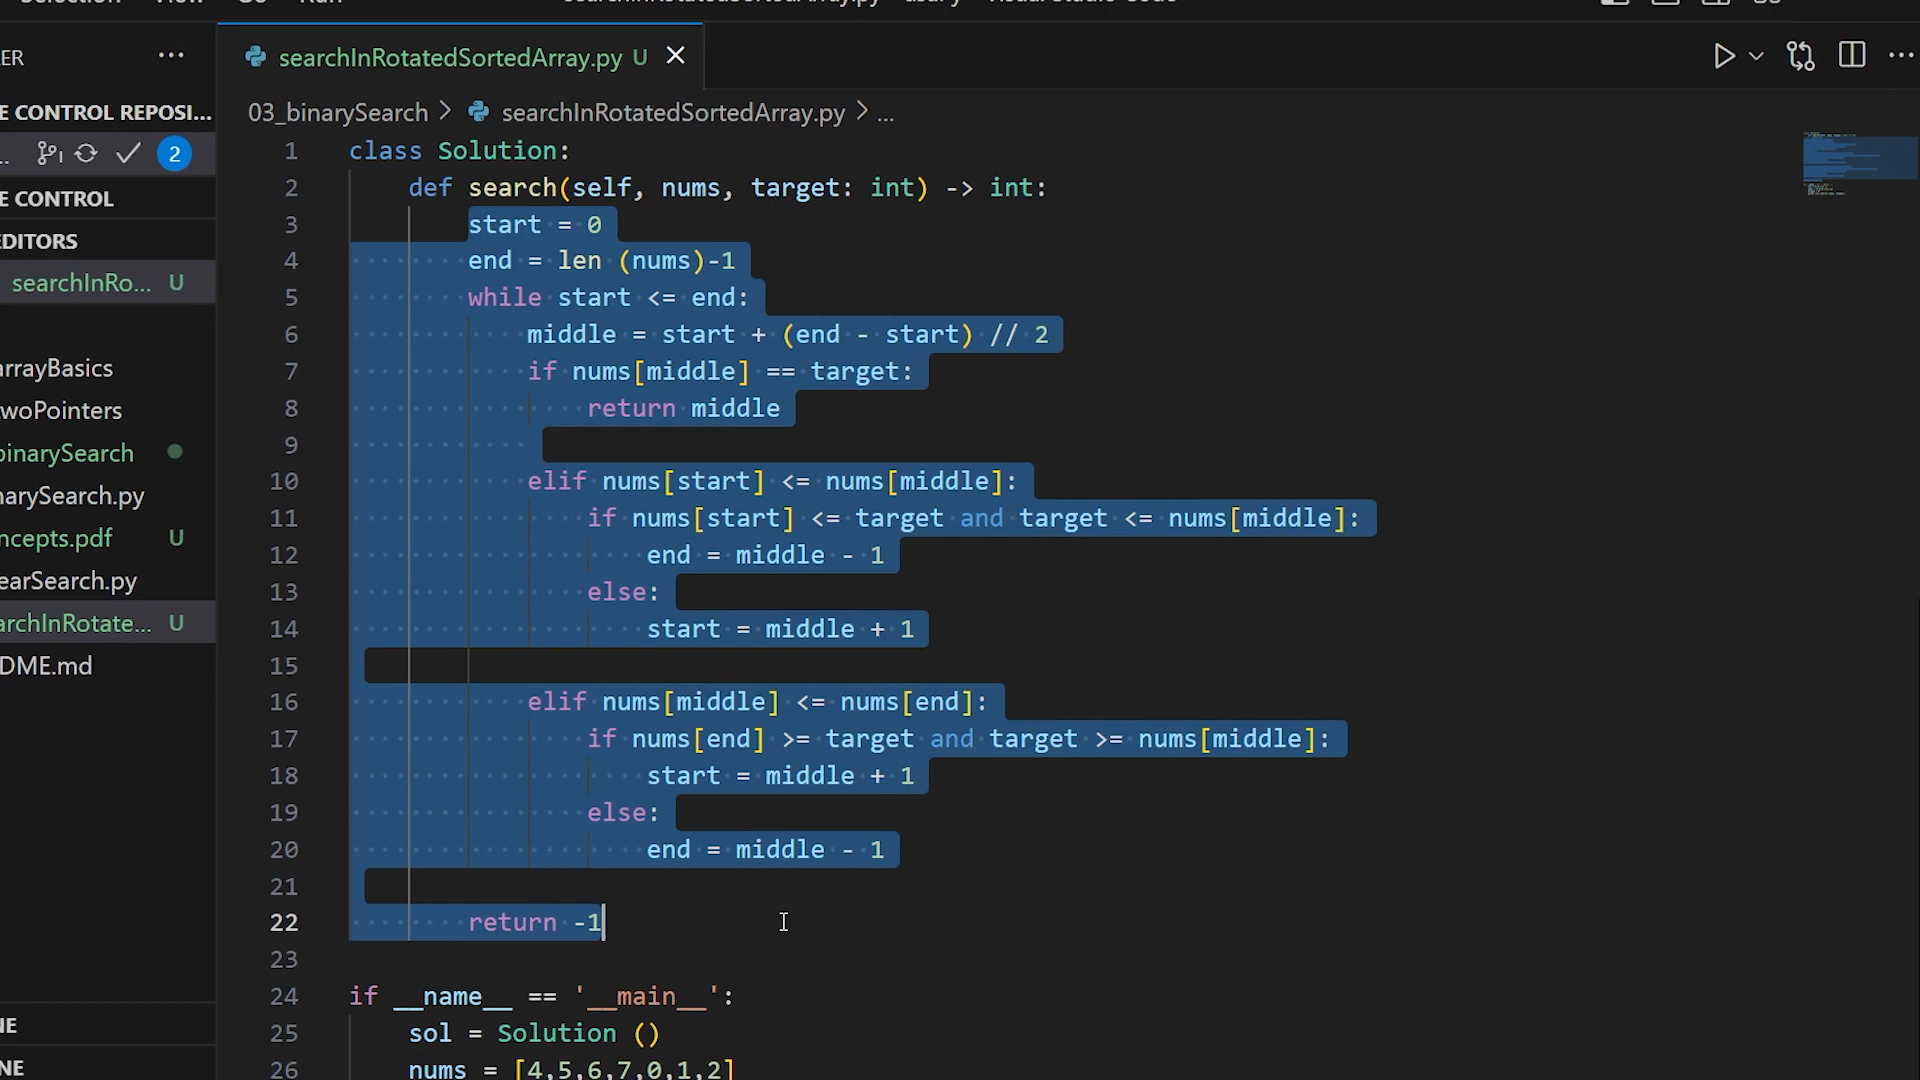 searchInRotatedSortedArray.py U
ER
E CONTROL REPOSI...
03_binarySearch > searchInRotatedSortedArray.py > ...
2
E CONTROL
EDITORS
searchInRo... U
arrayBasics
woPointers
binarySearch
narySearch.py
ncepts.pdf U
earSearch.py
archInRotate... U
DME.md
NE
NE
1 class Solution:
2 def search(self, nums, target: int) -> int:
3 start = 0
4 end = len (nums)-1
5 while start <= end:
6 middle = start + (end - start) // 2
7 if nums[middle] == target:
8 return middle
9
10 elif nums[start] <= nums[middle]:
11 if nums[start] <= target and target <= nums[middle]:
12 end = middle - 1
13 else:
14 start = middle + 1
15
16 elif nums[middle] <= nums[end]:
17 if nums[end] >= target and target >= nums[middle]:
18 start = middle + 1
19 else:
20 end = middle - 1
21
22 return -1
23
24 if __name__ == '__main__':
25 sol = Solution ()
26 nums = [4,5,6,7,0,1,2]